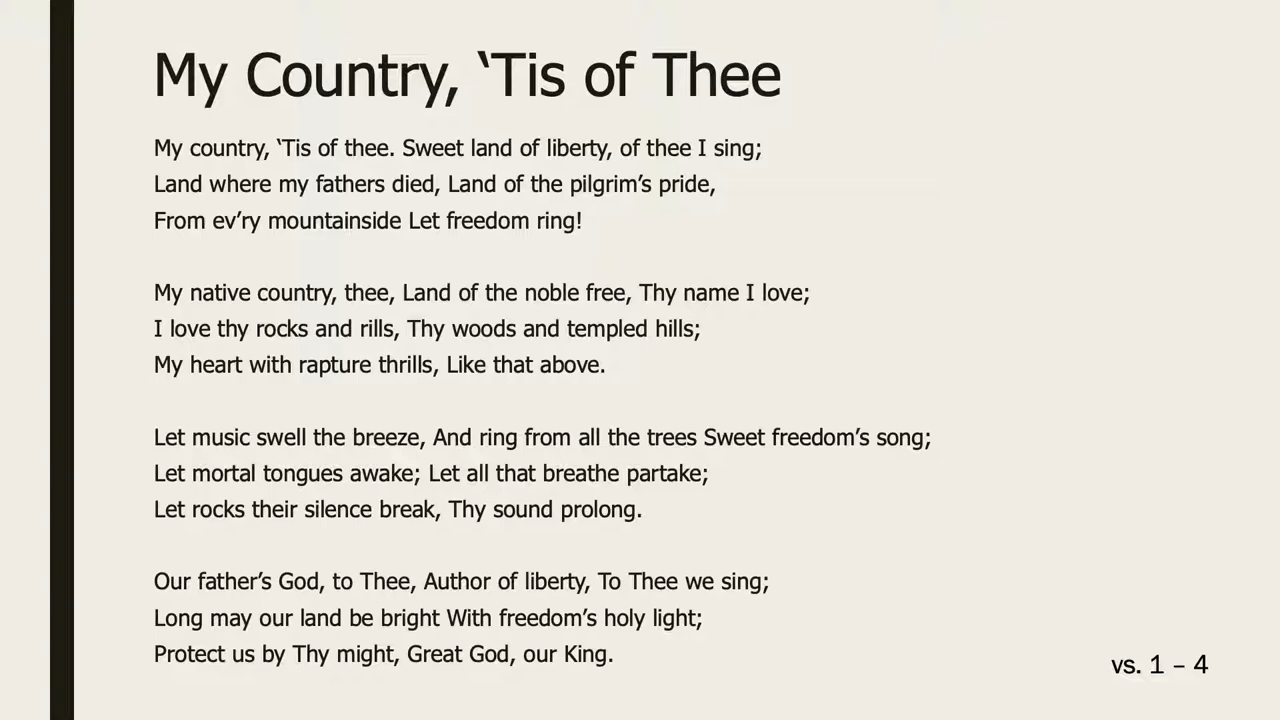 My Country, ‘Tis of Thee
My country, ‘Tis of thee. Sweet land of liberty, of thee I sing;
Land where my fathers died, Land of the pilgrim’s pride,
From ev’ry mountainside Let freedom ring!
My native country, thee, Land of the noble free, Thy name I love;
I love thy rocks and rills, Thy woods and templed hills;
My heart with rapture thrills, Like that above.
Let music swell the breeze, And ring from all the trees Sweet freedom’s song;
Let mortal tongues awake; Let all that breathe partake;
Let rocks their silence break, Thy sound prolong.
Our father’s God, to Thee, Author of liberty, To Thee we sing;
Long may our land be bright With freedom’s holy light;
Protect us by Thy might, Great God, our King.
vs. 1 – 4